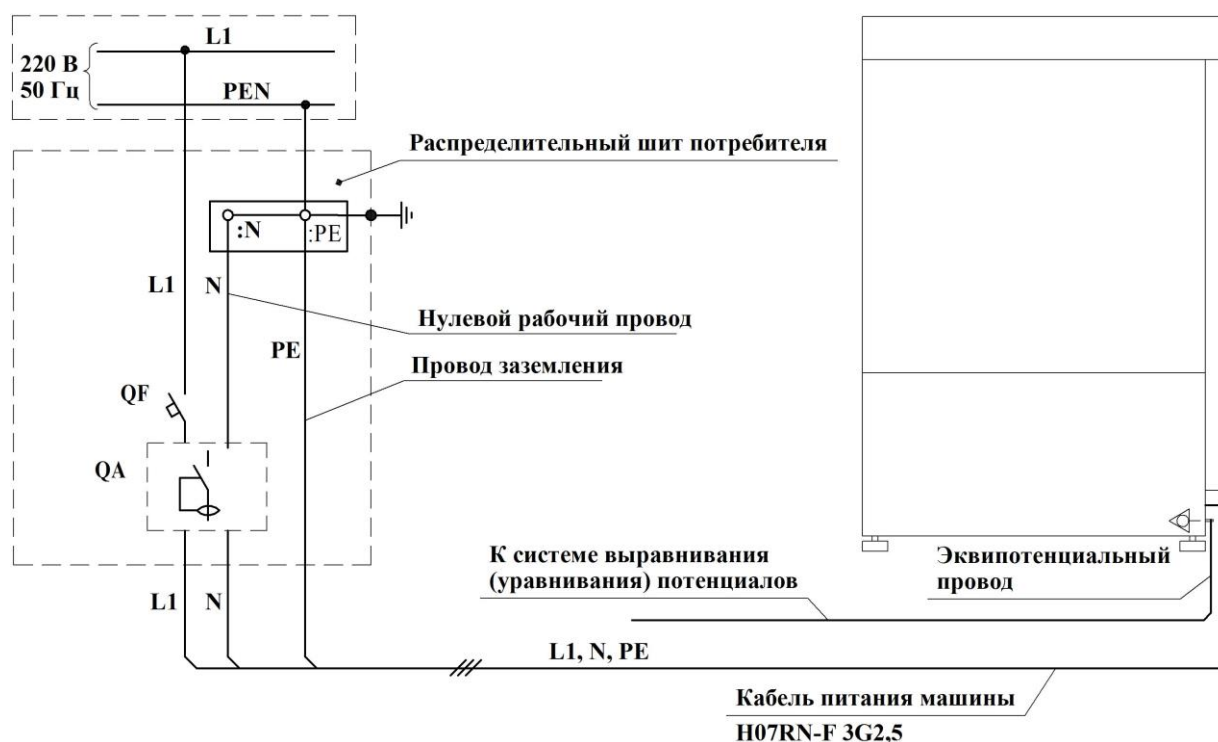 L1
220 В
50 Гц
PEN
Распределительный шит потребителя
:N
:PE
L1
N
Нулевой рабочий провод
PE
Провод заземления
QF
QA
К системе выравнивания
(уравнивания) потенциалов
Эквипотенциальный
провод
L1
N
L1, N, PE
Кабель питания машины
H07RN-F 3G2,5